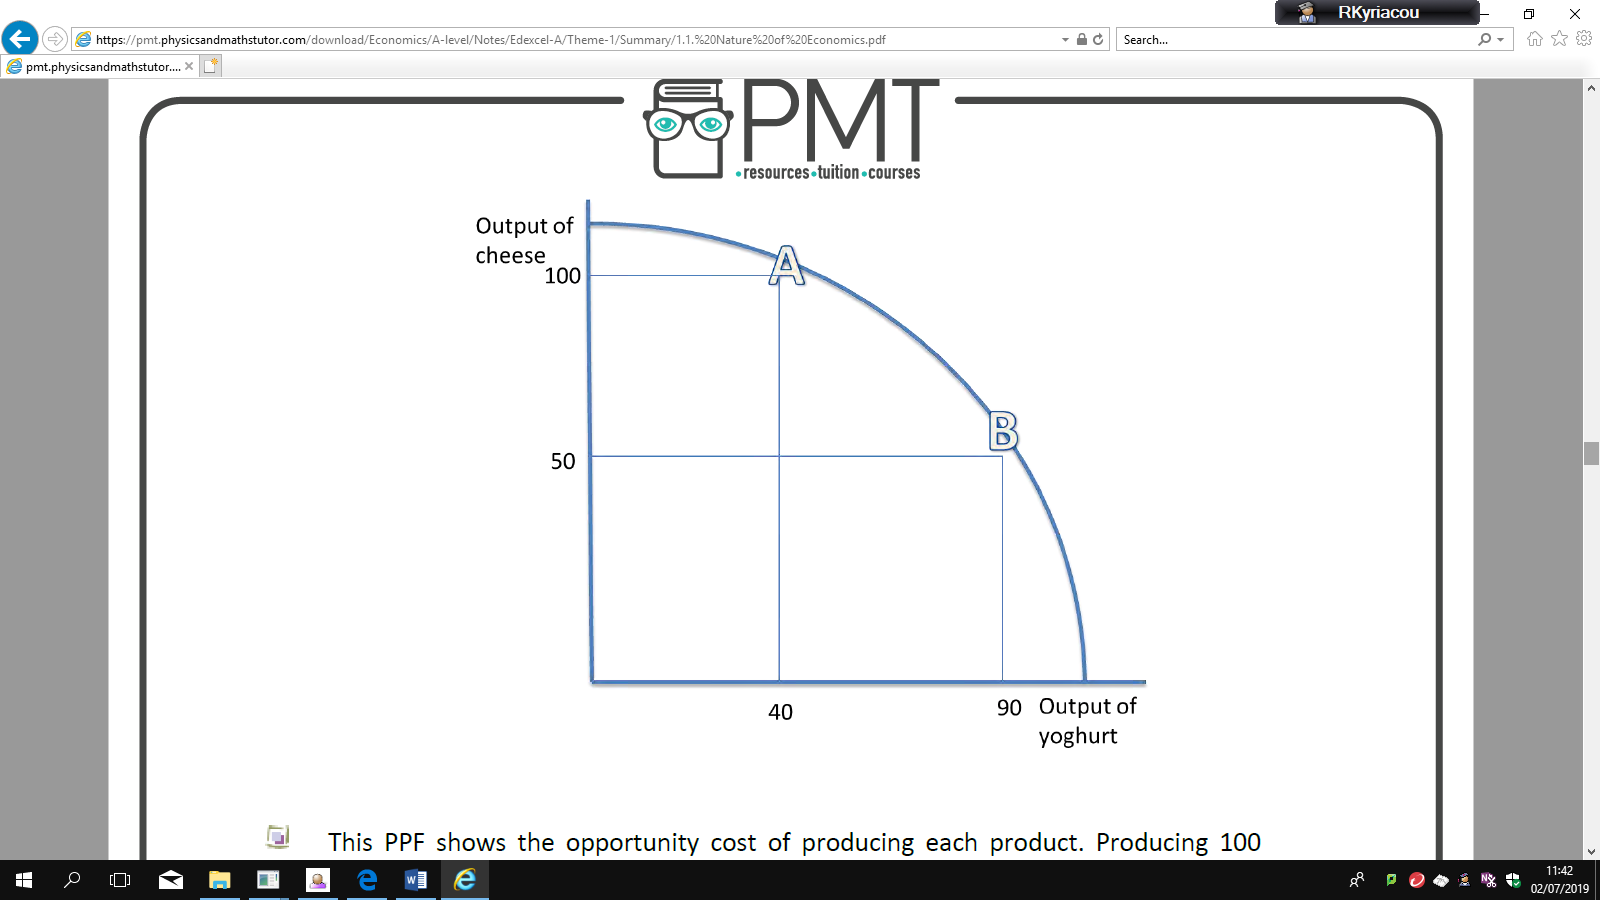 RKyriacou
https://pmt.physicsandmathstutor.com/download/Economics/A-level/Notes/Edexcel-A/Theme-1/Summary/1.1.%20Nature%20of%20Economics.pdf
Search...
pmt.physicsandmathstutor....
PMT
•resources•tuition•courses
Output of
cheese
100
A
B
50
40
90
Output of
yoghurt
This PPF shows the opportunity cost of producing each product. Producing 100
11:42
02/07/2019